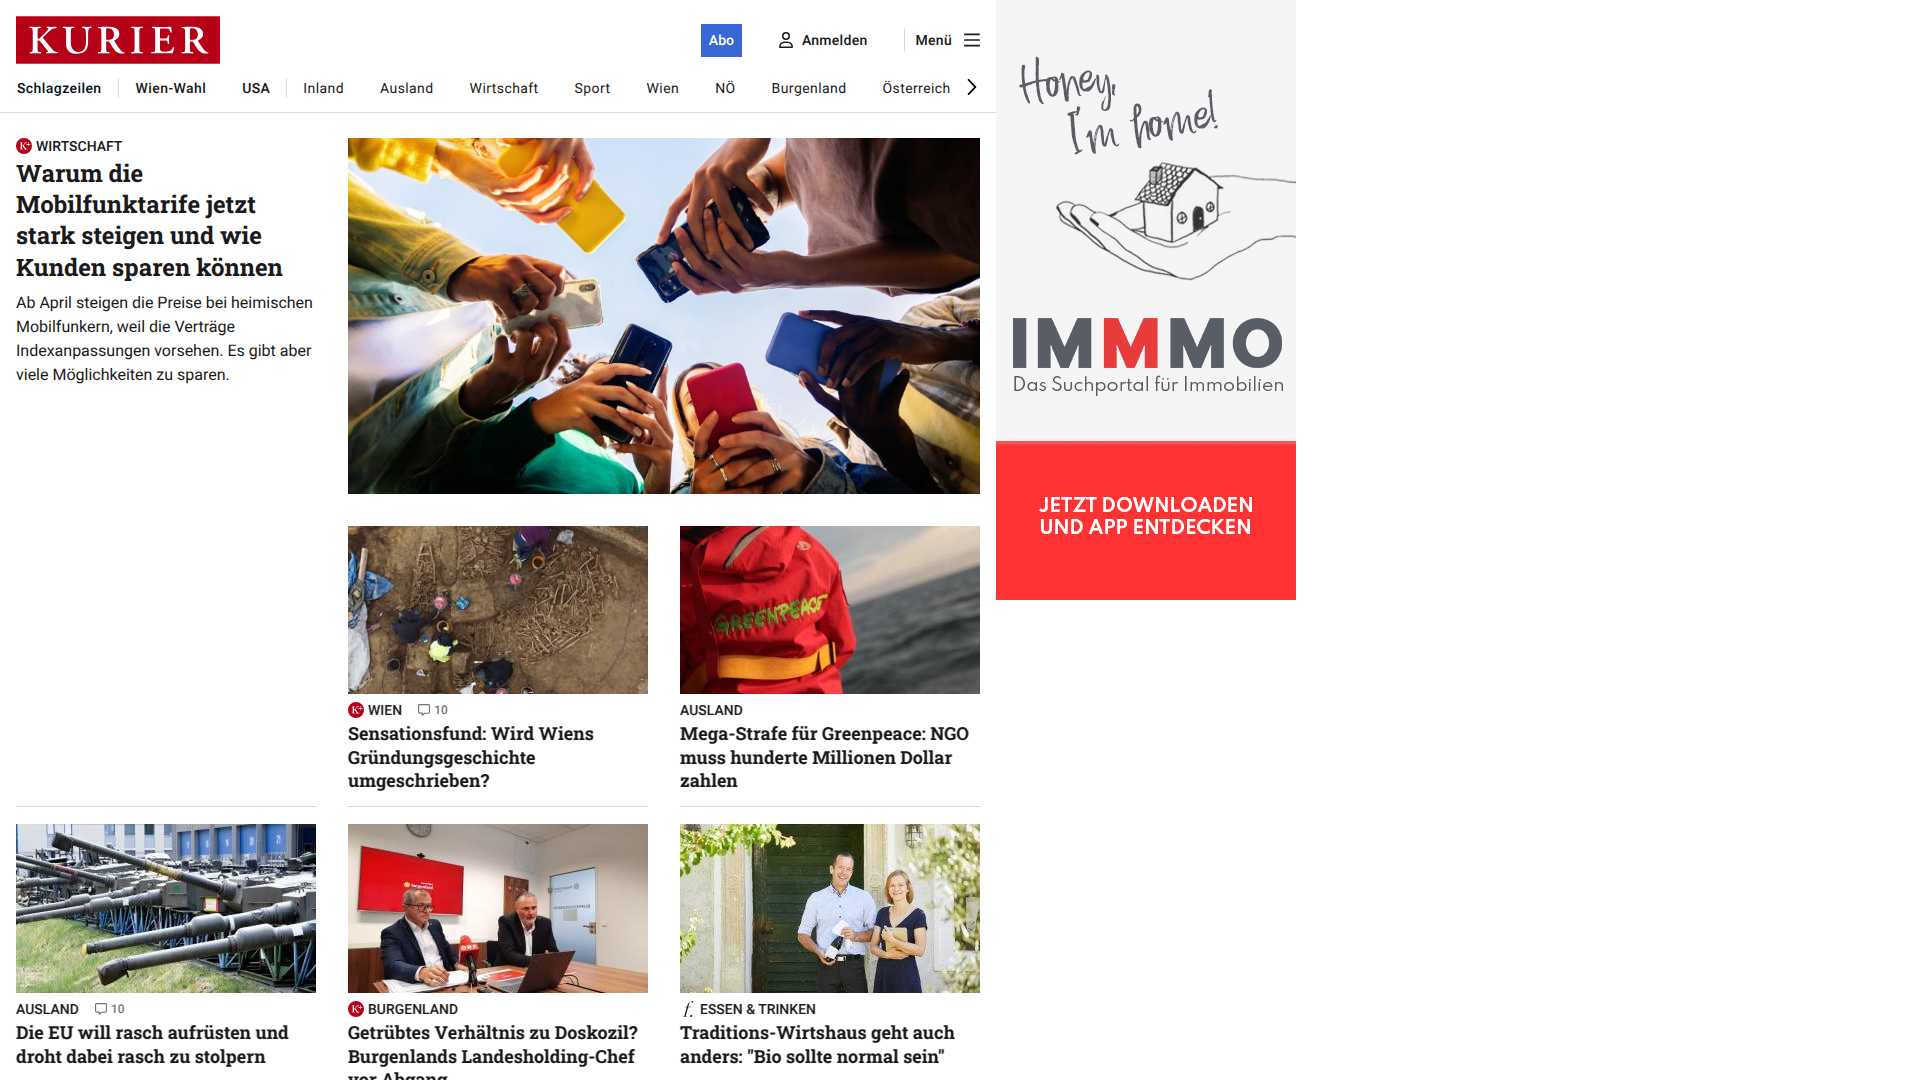 KURIER
Abo
Anmelden
Menü
Schlagzeilen
Wien-Wahl
USA
Inland
Ausland
Wirtschaft
Sport
Wien
NÖ
Burgenland
Österreich
K+ WIRTSCHAFT
Warum die
Mobilfunktarife jetzt
stark steigen und wie
Kunden sparen können
Ab April steigen die Preise bei heimischen
Mobilfunkern, weil die Verträge
Indexanpassungen vorsehen. Es gibt aber
viele Möglichkeiten zu sparen.
Honey,
I'm home!
IMMMO
Das Suchportal für Immobilien
JETZT DOWNLOADEN
UND APP ENTDECKEN
GREENPEACE
K+ WIEN 10
Sensationsfund: Wird Wiens
Gründungsgeschichte
umgeschrieben?
AUSLAND
Mega-Strafe für Greenpeace: NGO
muss hunderte Millionen Dollar
zahlen
AUSLAND 10
Die EU will rasch aufrüsten und
droht dabei rasch zu stolpern
K+ BURGENLAND
Getrübtes Verhältnis zu Doskozil?
Burgenlands Landesholding-Chef
vor Abgang
f. ESSEN & TRINKEN
Traditions-Wirtshaus geht auch
anders: "Bio sollte normal sein"